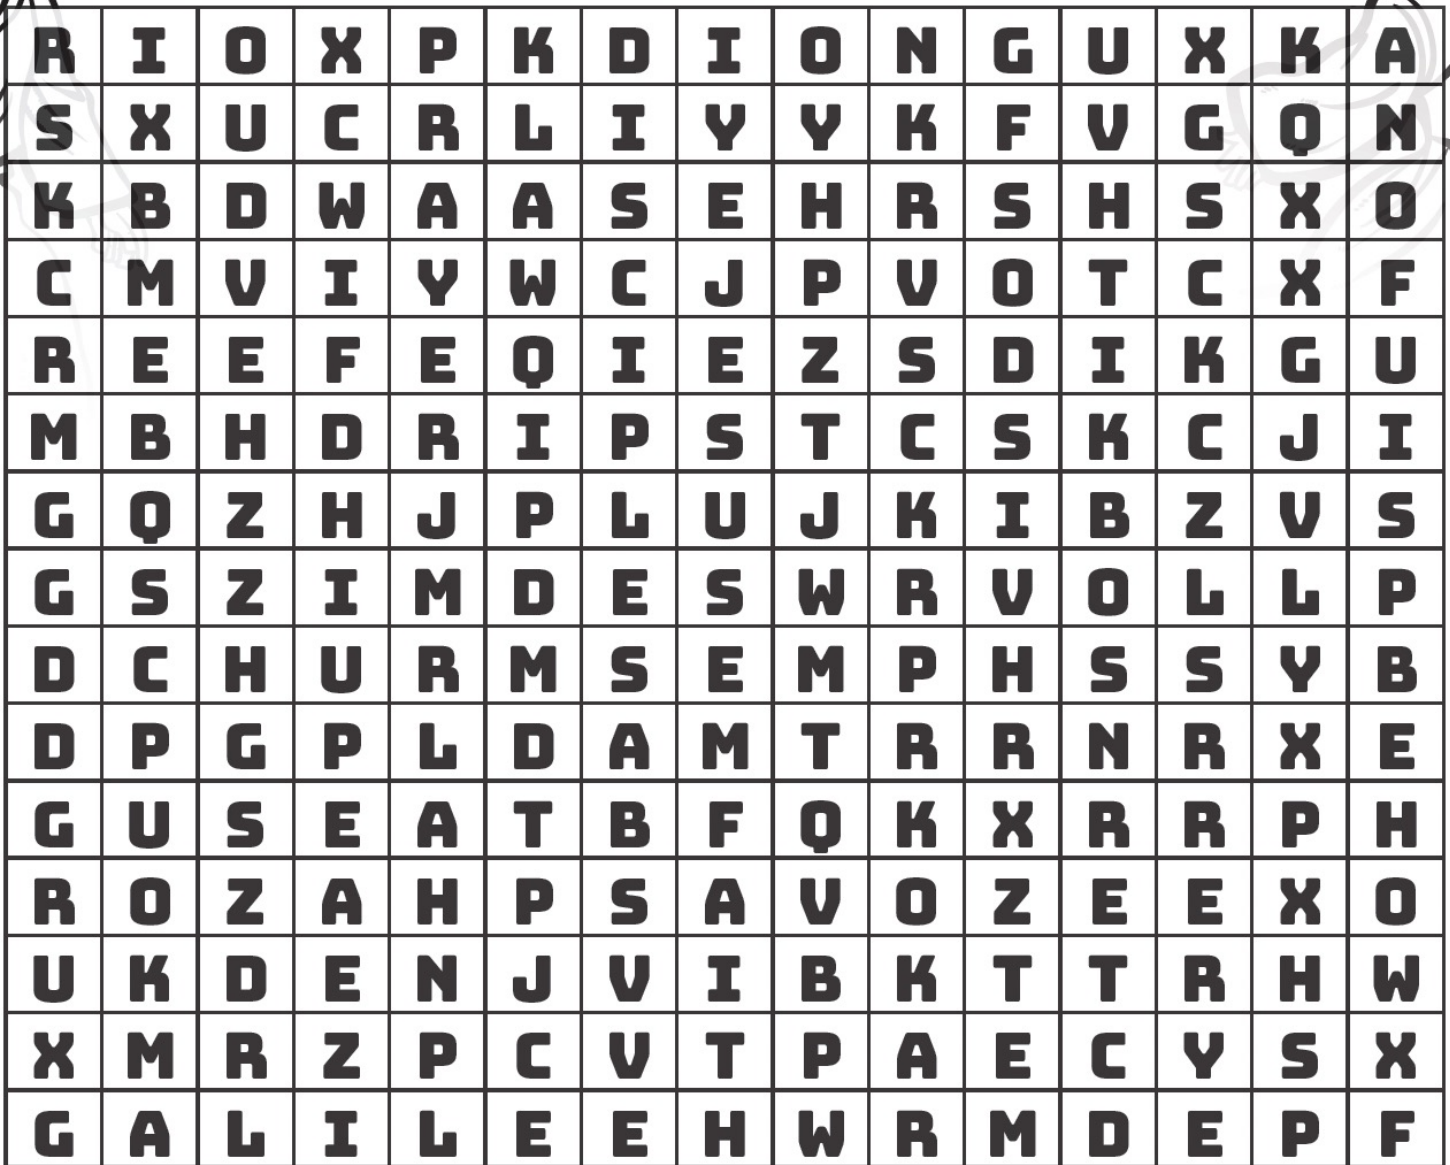 R I O X P K D I O N G U X K A
S X U C R L I Y Y K F V G Q N
K B D W A A S E H R S H S X O
C M V I Y W C J P V O T C X F
R E E F E Q I E Z S D I K G U
M B H D R I P S T C S K C J I
G Q Z H J P L U J K I B Z V S
G S Z I M D E S W R V O L L P
D C H U R M S E M P H S S Y B
D P G P L D A M T R R N R X E
G U S E A T B F Q K X R R P H
R O Z A H P S A V O Z E E X O
U K D E N J V I B K T T R H W
X M R Z P C V T P A E C Y S X
G A L I L E E H W R M D E P F